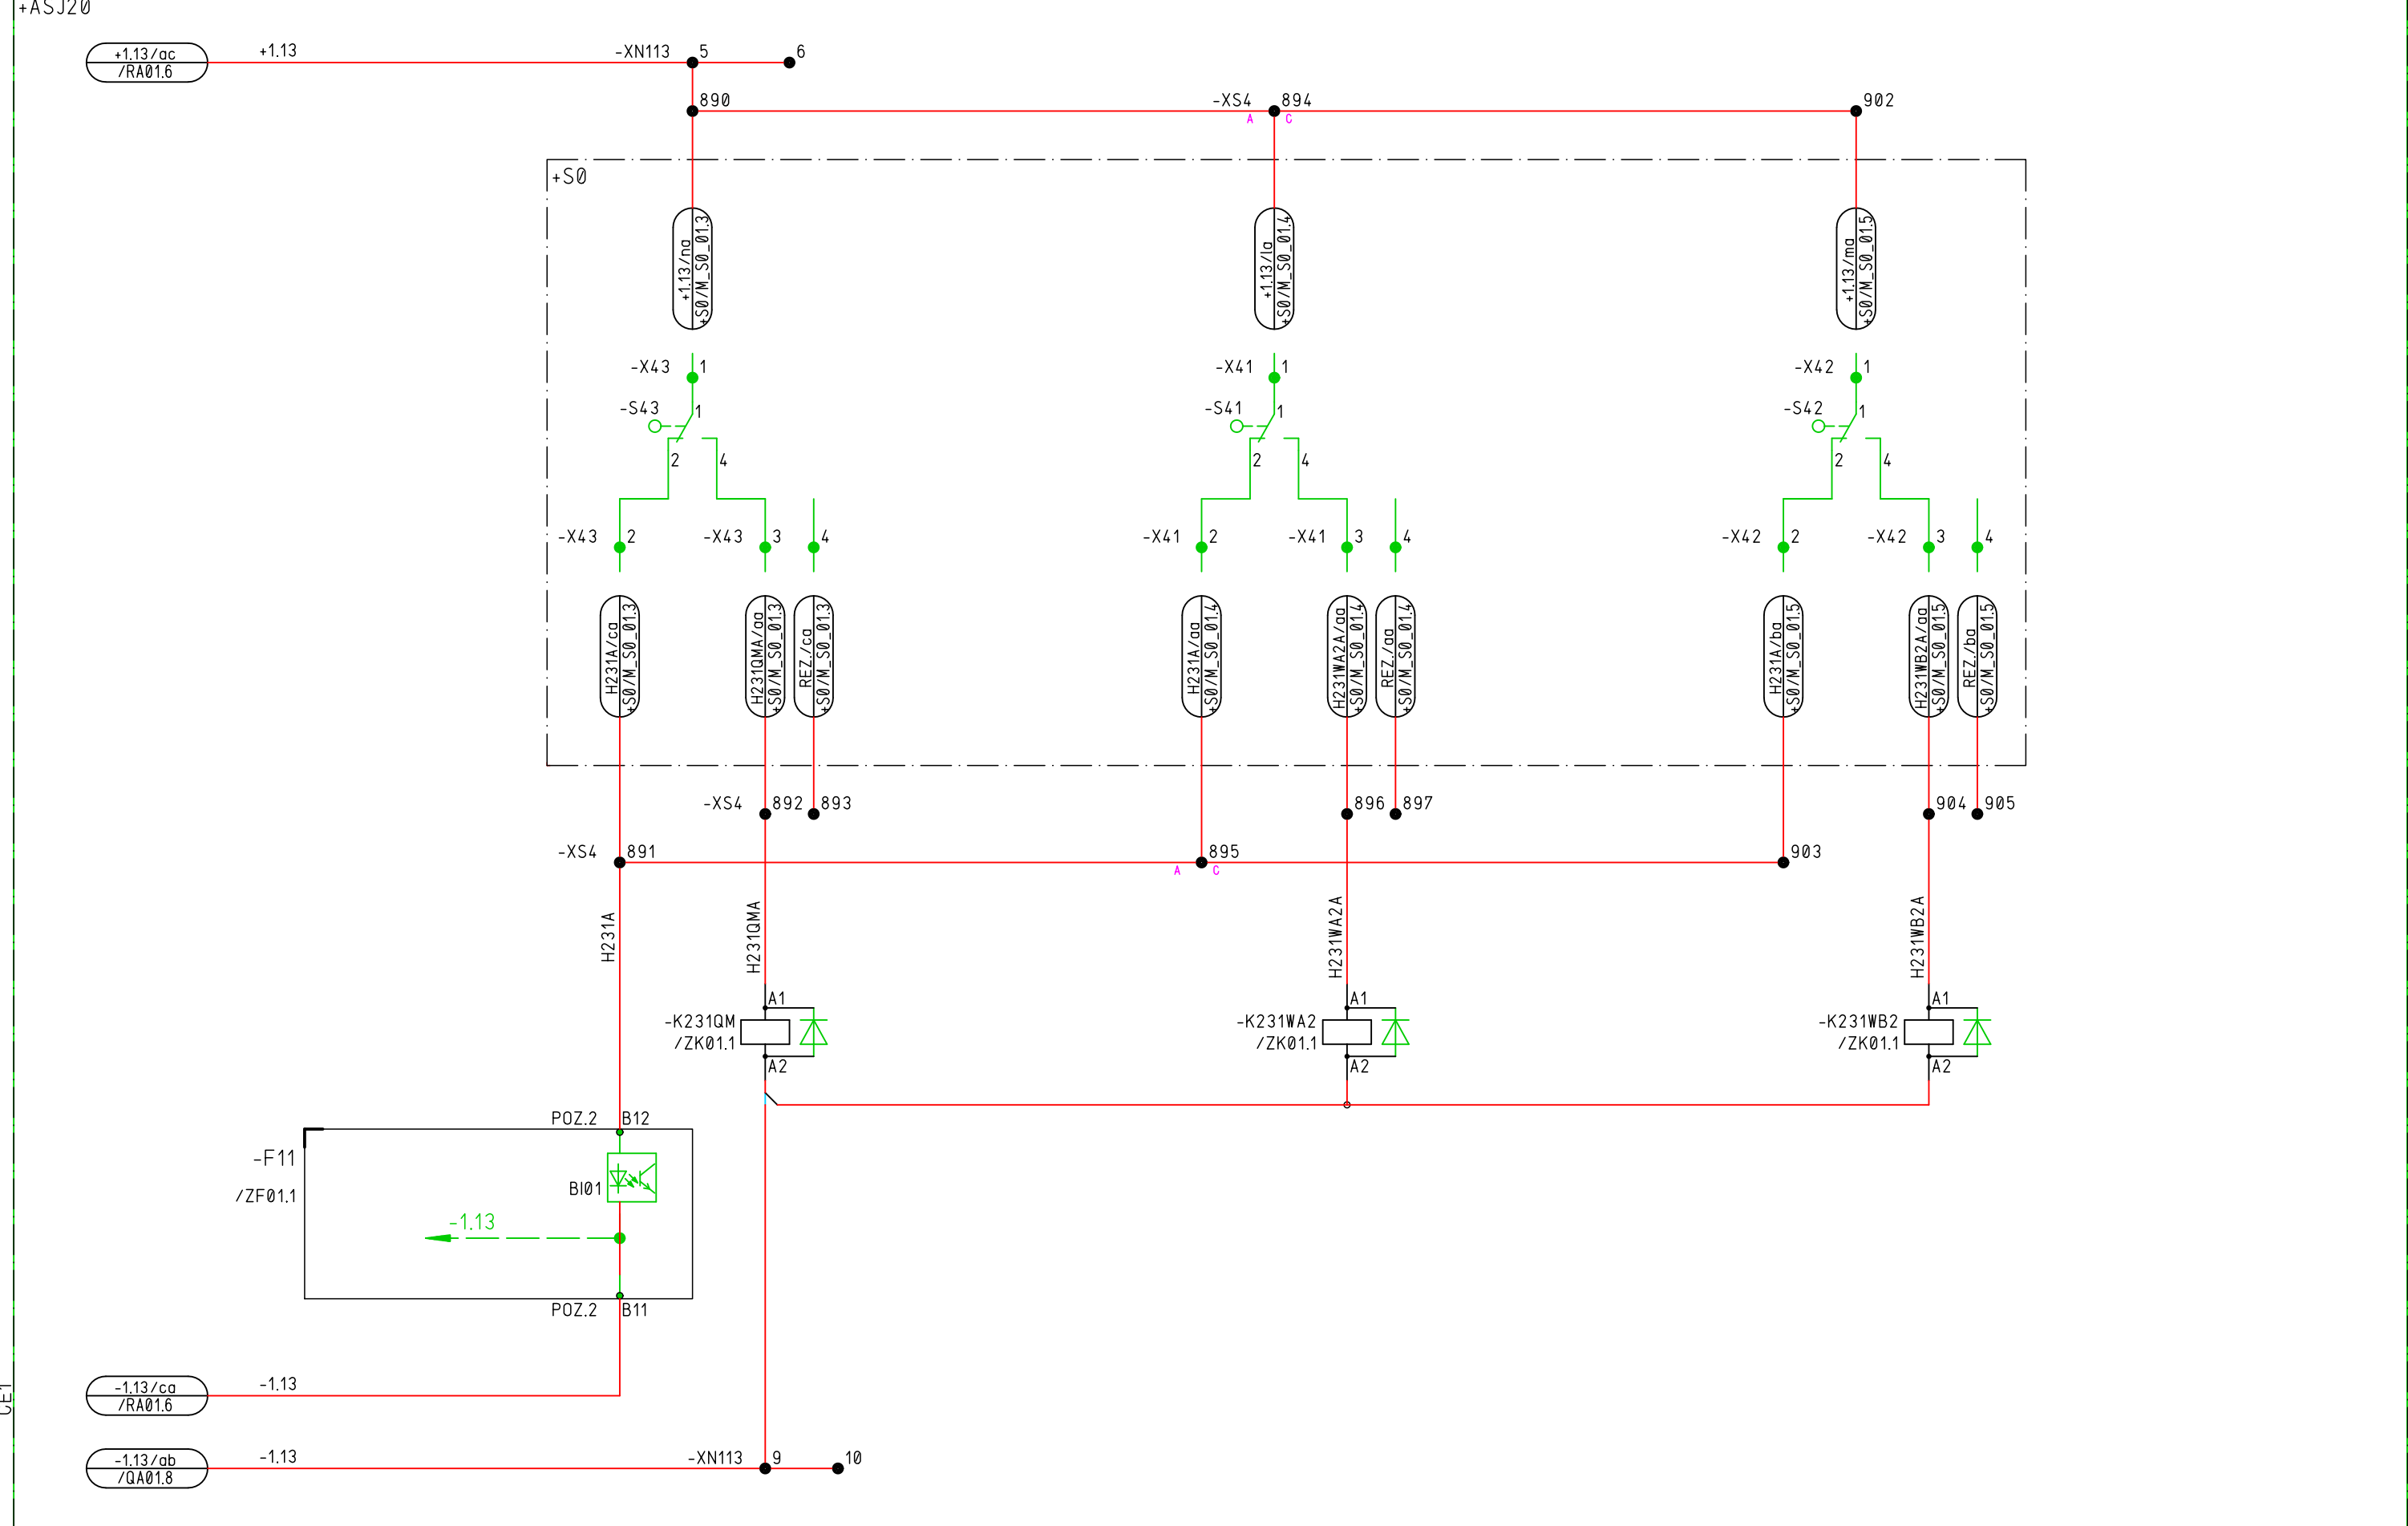 +ASJ20
+1.13/ac
/RA01.6
+1.13
-XN113
5
6
890
-XS4
894
A
C
902
+S0
+1.13/na
+S0/M_S0_01.3
+1.13/la
+S0/M_S0_01.4
+1.13/ma
+S0/M_S0_01.5
-X43
1
-X41
1
-X42
1
-S43
1
-S41
1
-S42
1
2
4
2
4
2
4
-X43
2
-X43
3
4
-X41
2
-X41
3
4
-X42
2
-X42
3
4
H231A/ca
+S0/M_S0_01.3
H231QMA/aa
+S0/M_S0_01.3
REZ./ca
+S0/M_S0_01.3
H231A/aa
+S0/M_S0_01.4
H231WA2A/aa
+S0/M_S0_01.4
REZ./aa
+S0/M_S0_01.4
H231A/ba
+S0/M_S0_01.5
H231WB2A/aa
+S0/M_S0_01.5
REZ./ba
+S0/M_S0_01.5
-XS4
892
893
896
897
904
905
-XS4
891
895
A
C
903
H231A
H231QMA
H231WA2A
H231WB2A
A1
-K231QM
/ZK01.1
A2
A1
-K231WA2
/ZK01.1
A2
A1
-K231WB2
/ZK01.1
A2
POZ.2
B12
-F11
/ZF01.1
BI01
-1.13
POZ.2
B11
-1.13/ca
/RA01.6
-1.13
CE1
-1.13/ab
/QA01.8
-1.13
-XN113
9
10